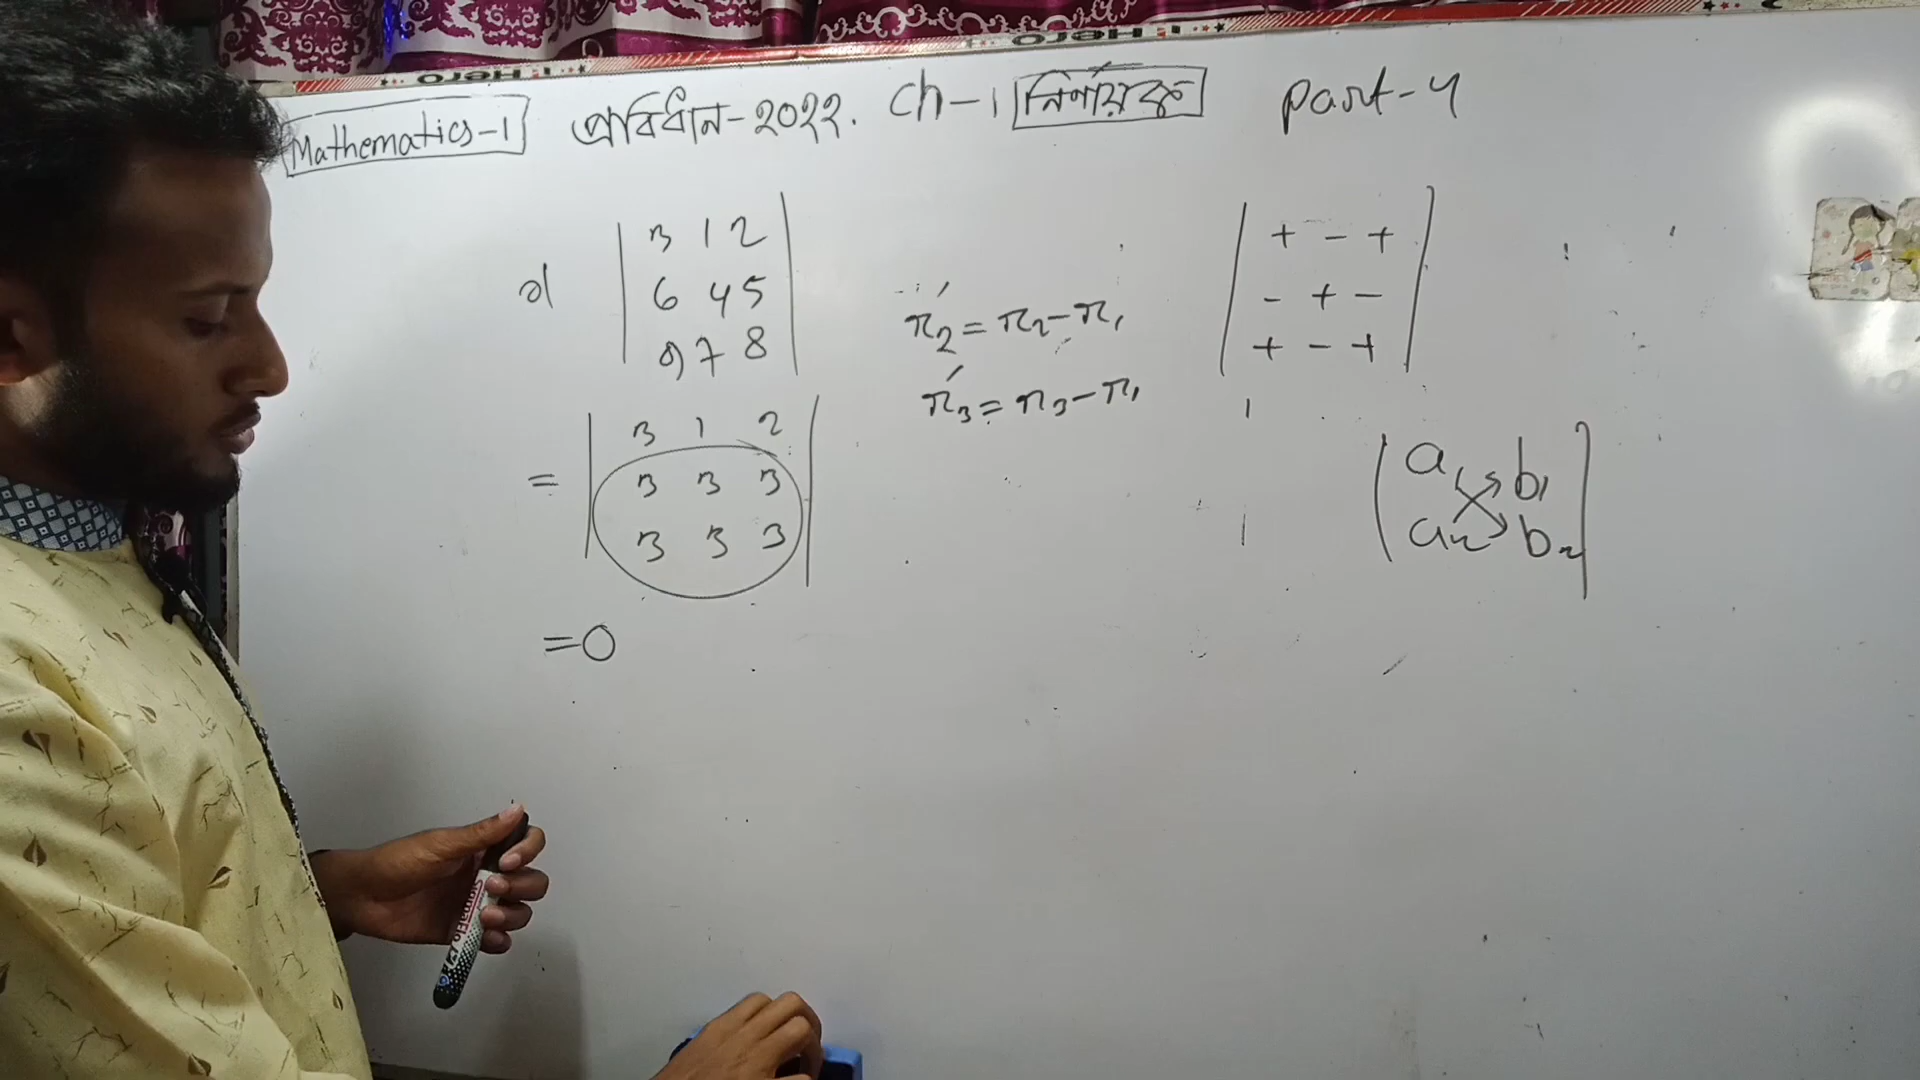 Mathematics-1 প্রবিধান-২০২২. Ch-1 নির্ণায়ক part-4
| 3 1 2 |
| 6 4 5 |
| 9 7 8 |
r₂′ = r₂ - r₁
r₃′ = r₃ - r₁
= | 3 1 2 |
| 3 3 3 |
| 3 3 3 |
= 0
| + - + |
| - + - |
| + - + |
| a₁ b₁ |
| a₂ b₂ |